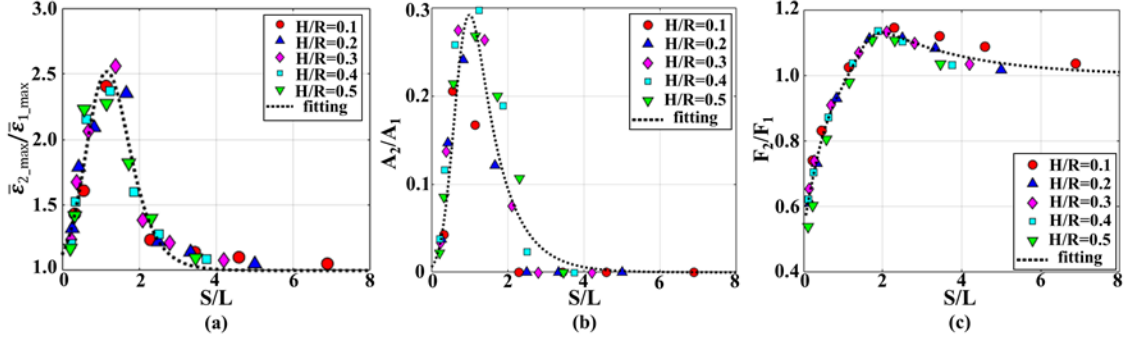 3.0
2.5
2.0
1.5
1.0
ε̄2_max/ε̄1_max
H/R=0.1
H/R=0.2
H/R=0.3
H/R=0.4
H/R=0.5
fitting
0 2 4 6 8
S/L
(a)
0.3
0.2
0.1
0
A2/A1
H/R=0.1
H/R=0.2
H/R=0.3
H/R=0.4
H/R=0.5
fitting
0 2 4 6 8
S/L
(b)
1.2
1.0
0.8
0.6
0.4
F2/F1
H/R=0.1
H/R=0.2
H/R=0.3
H/R=0.4
H/R=0.5
fitting
0 2 4 6 8
S/L
(c)